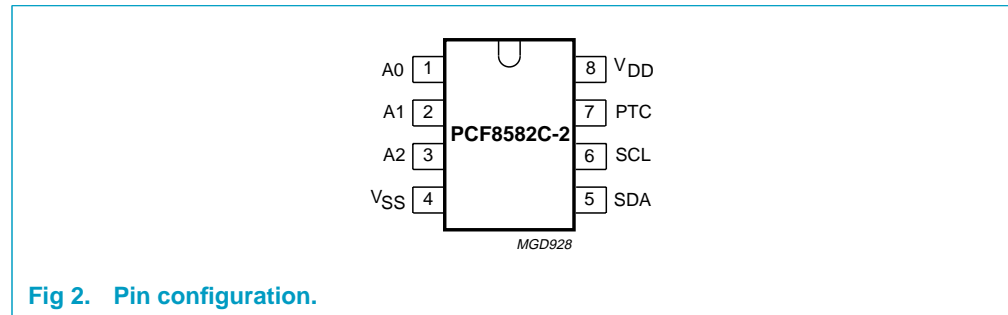 A0 1 8 VDD
A1 2 7 PTC
PCF8582C-2
A2 3 6 SCL
VSS 4 5 SDA
MGD928
Fig 2. Pin configuration.